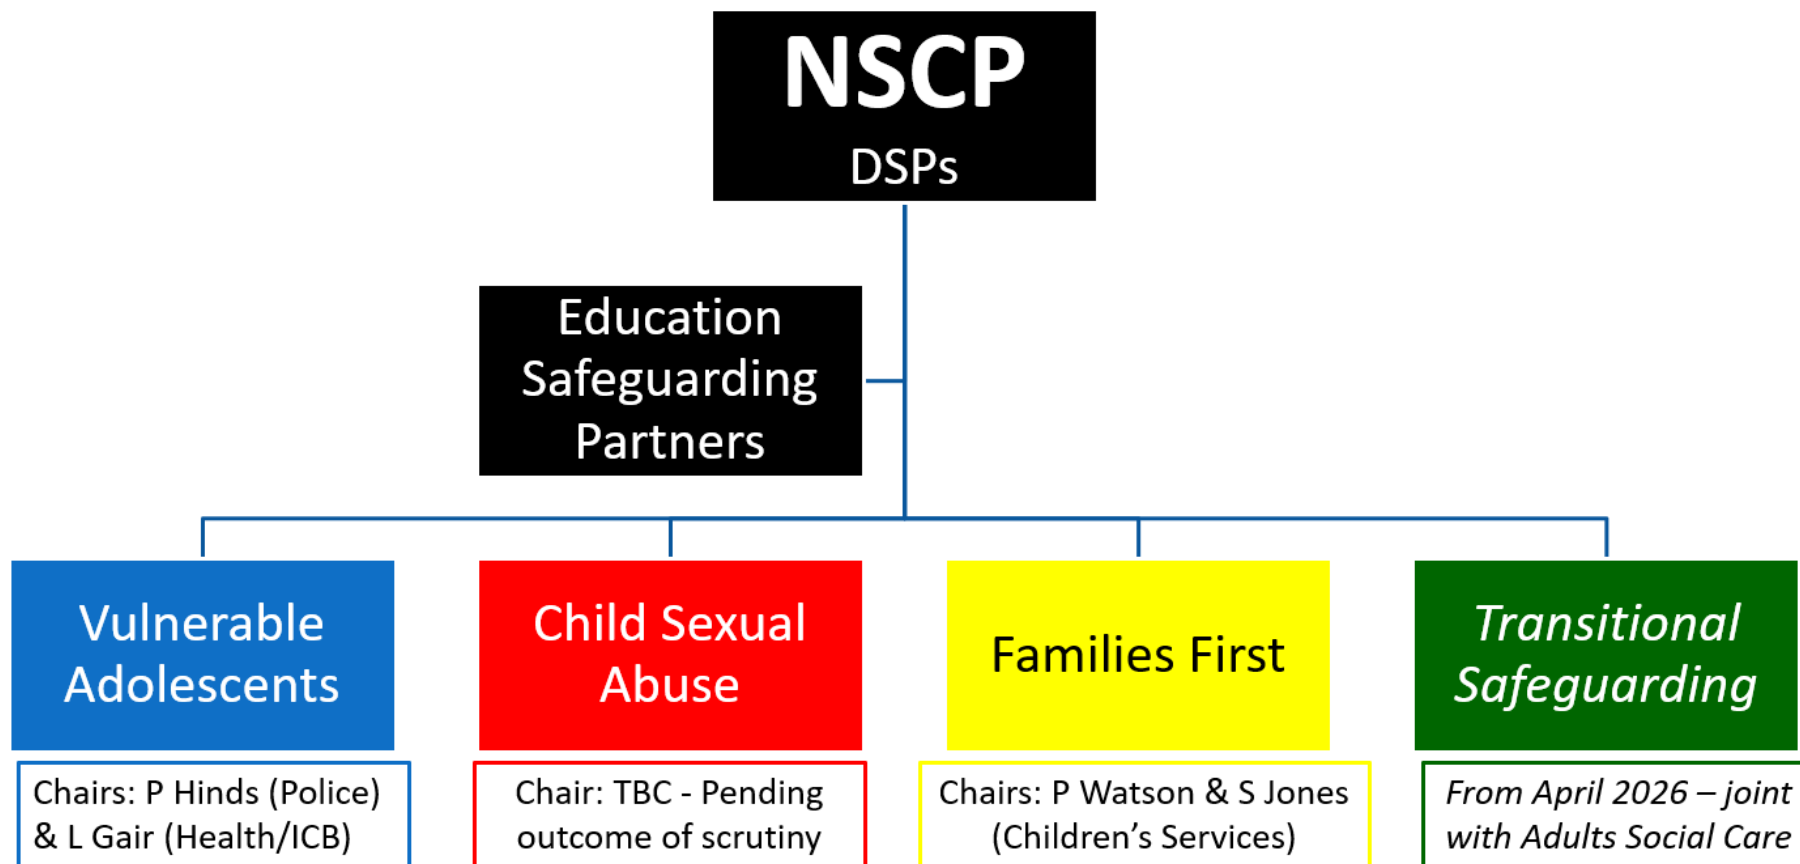 NSCP
DSPs
Education
Safeguarding
Partners
Vulnerable
Adolescents
Child Sexual
Abuse
Families First
Transitional
Safeguarding
Chairs: P Hinds (Police)
& L Gair (Health/ICB)
Chair: TBC - Pending
outcome of scrutiny
Chairs: P Watson & S Jones
(Children’s Services)
From April 2026 – joint
with Adults Social Care